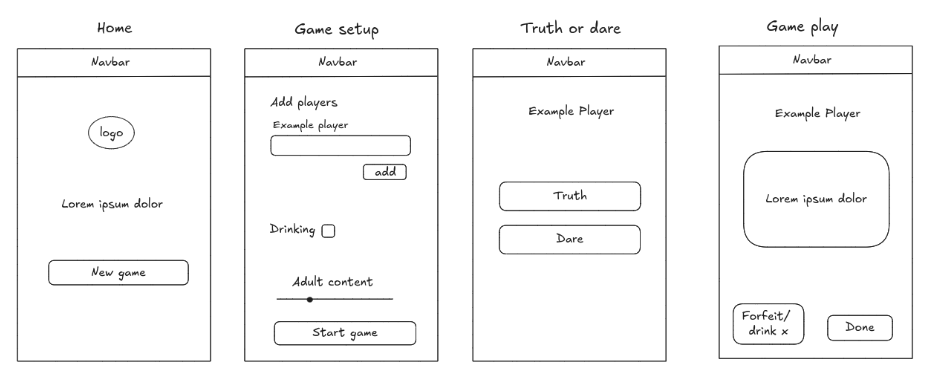 Home
Navbar
logo
Lorem ipsum dolor
New game
Game setup
Navbar
Add players
Example player
add
Drinking
Adult content
Start game
Truth or dare
Navbar
Example Player
Truth
Dare
Game play
Navbar
Example Player
Lorem ipsum dolor
Forfeit/
drink x
Done